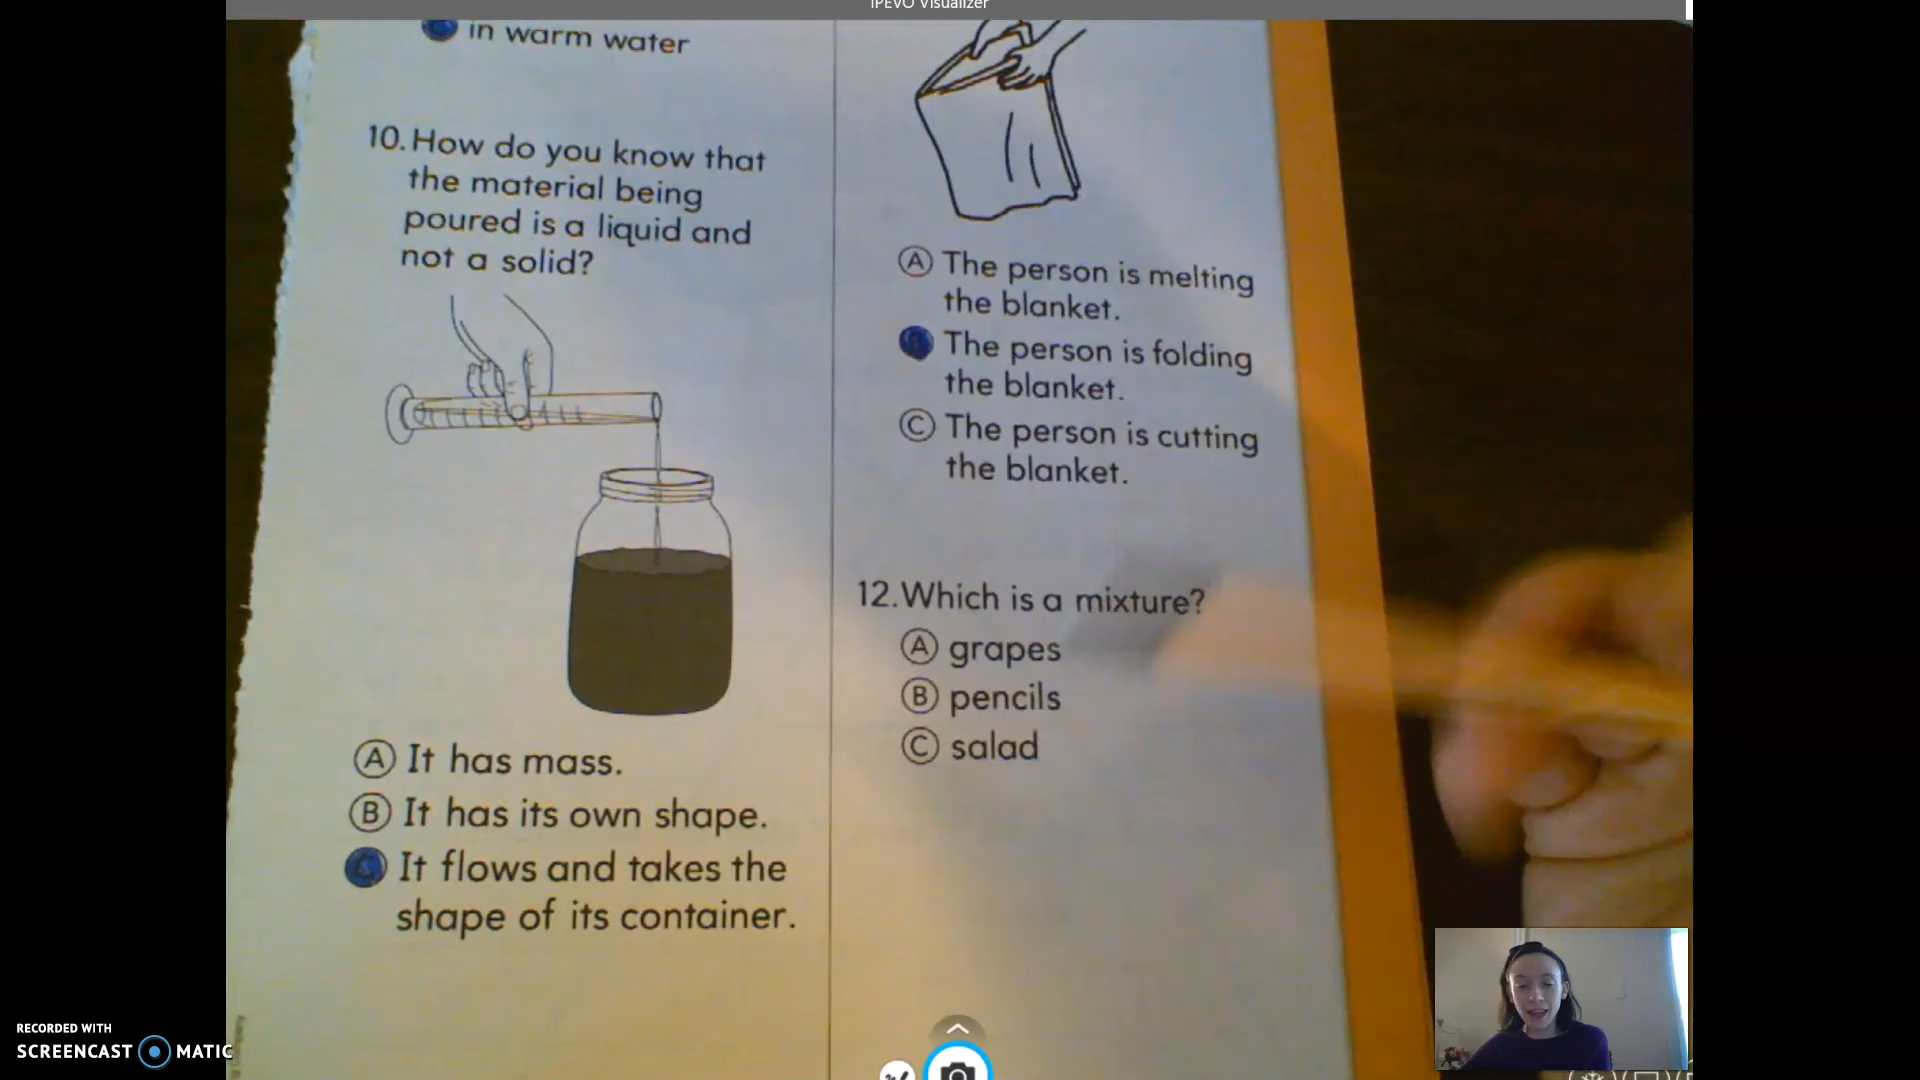 IPEVO Visualizer
in warm water
10. How do you know that
the material being
poured is a liquid and
not a solid?
A It has mass.
B It has its own shape.
C It flows and takes the
shape of its container.
A The person is melting
the blanket.
The person is folding
the blanket.
C The person is cutting
the blanket.
12. Which is a mixture?
A grapes
B pencils
C salad
RECORDED WITH
SCREENCAST MATIC